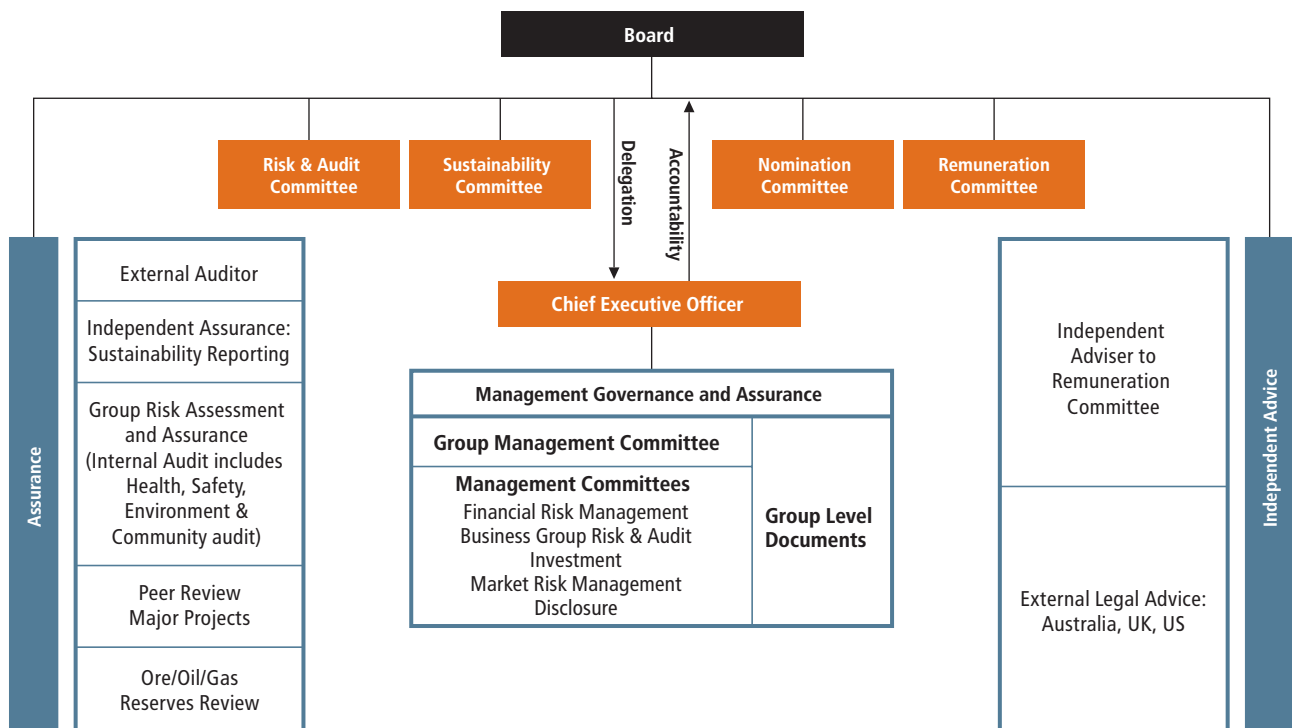 Board
Risk & Audit
Committee
Sustainability
Committee
Delegation
Accountability
Nomination
Committee
Remuneration
Committee
Assurance
External Auditor
Independent Assurance:
Sustainability Reporting
Group Risk Assessment
and Assurance
(Internal Audit includes
Health, Safety,
Environment &
Community audit)
Peer Review
Major Projects
Ore/Oil/Gas
Reserves Review
Chief Executive Officer
Management Governance and Assurance
Group Management Committee
Management Committees
Financial Risk Management
Business Group Risk & Audit
Investment
Market Risk Management
Disclosure
Group Level
Documents
Independent
Adviser to
Remuneration
Committee
External Legal Advice:
Australia, UK, US
Independent Advice